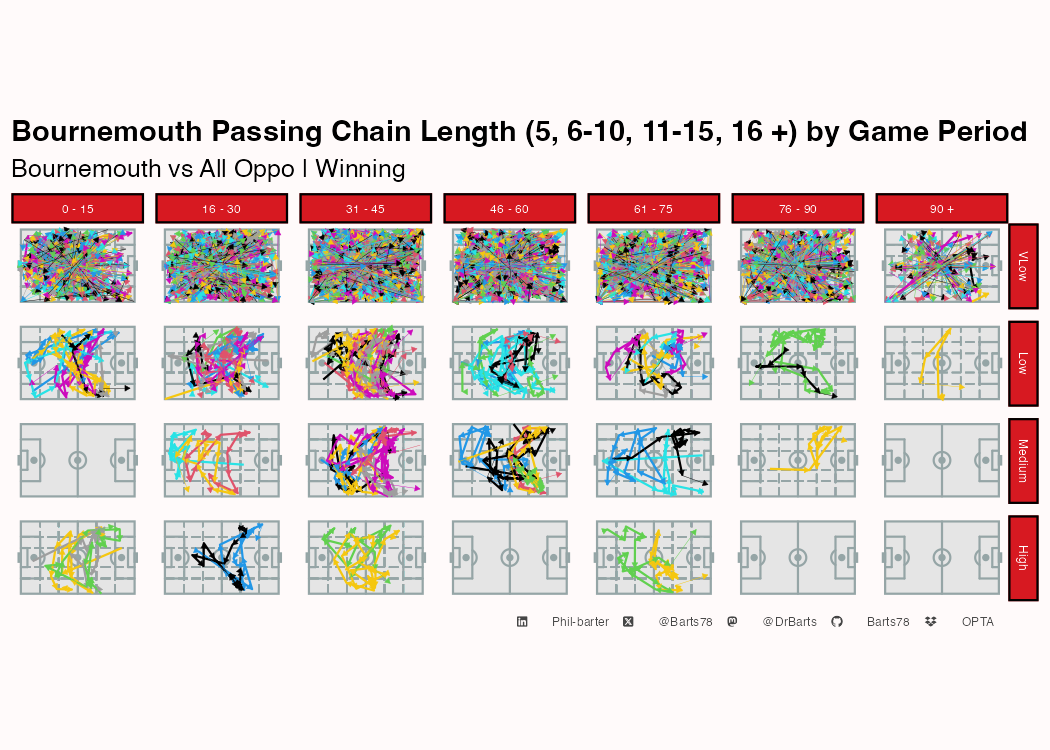 Bournemouth Passing Chain Length (5, 6-10, 11-15, 16 +) by Game Period
Bournemouth vs All Oppo | Winning
0 - 15
16 - 30
31 - 45
46 - 60
61 - 75
76 - 90
90 +
VLow
Low
Medium
High
Phil-barter @Barts78 @DrBarts Barts78 OPTA